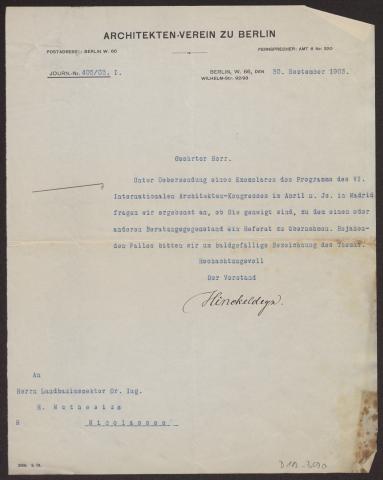 ARCHITEKTEN-VEREIN ZU BERLIN
POSTADRESSE: BERLIN W. 66
FERNSPRECHER: AMT 6 Nr. 220
JOURN.-Nr. 405/03. I.
BERLIN, W. 66, DEN 30. September 1903.
WILHELM-Str. 92/93
Geehrter Herr.
Unter Uebersendung eines Exemplares des Programms des VI.
Internationalen Architekten-Kongresses im April n. Js. in Madrid
fragen wir ergebenst an, ob Sie geneigt sind, zu dem einen oder
anderen Beratungsgegenstand ein Referat zu übernehmen. Bejahen-
den Falles bitten wir um baldgefällige Bezeichnung des Themas.
Hochachtungsvoll
Der Vorstand
Hinckeldeyn.
An
Herrn Landbauinspektor Dr. Ing.
H. Muthesius
Nicolassee